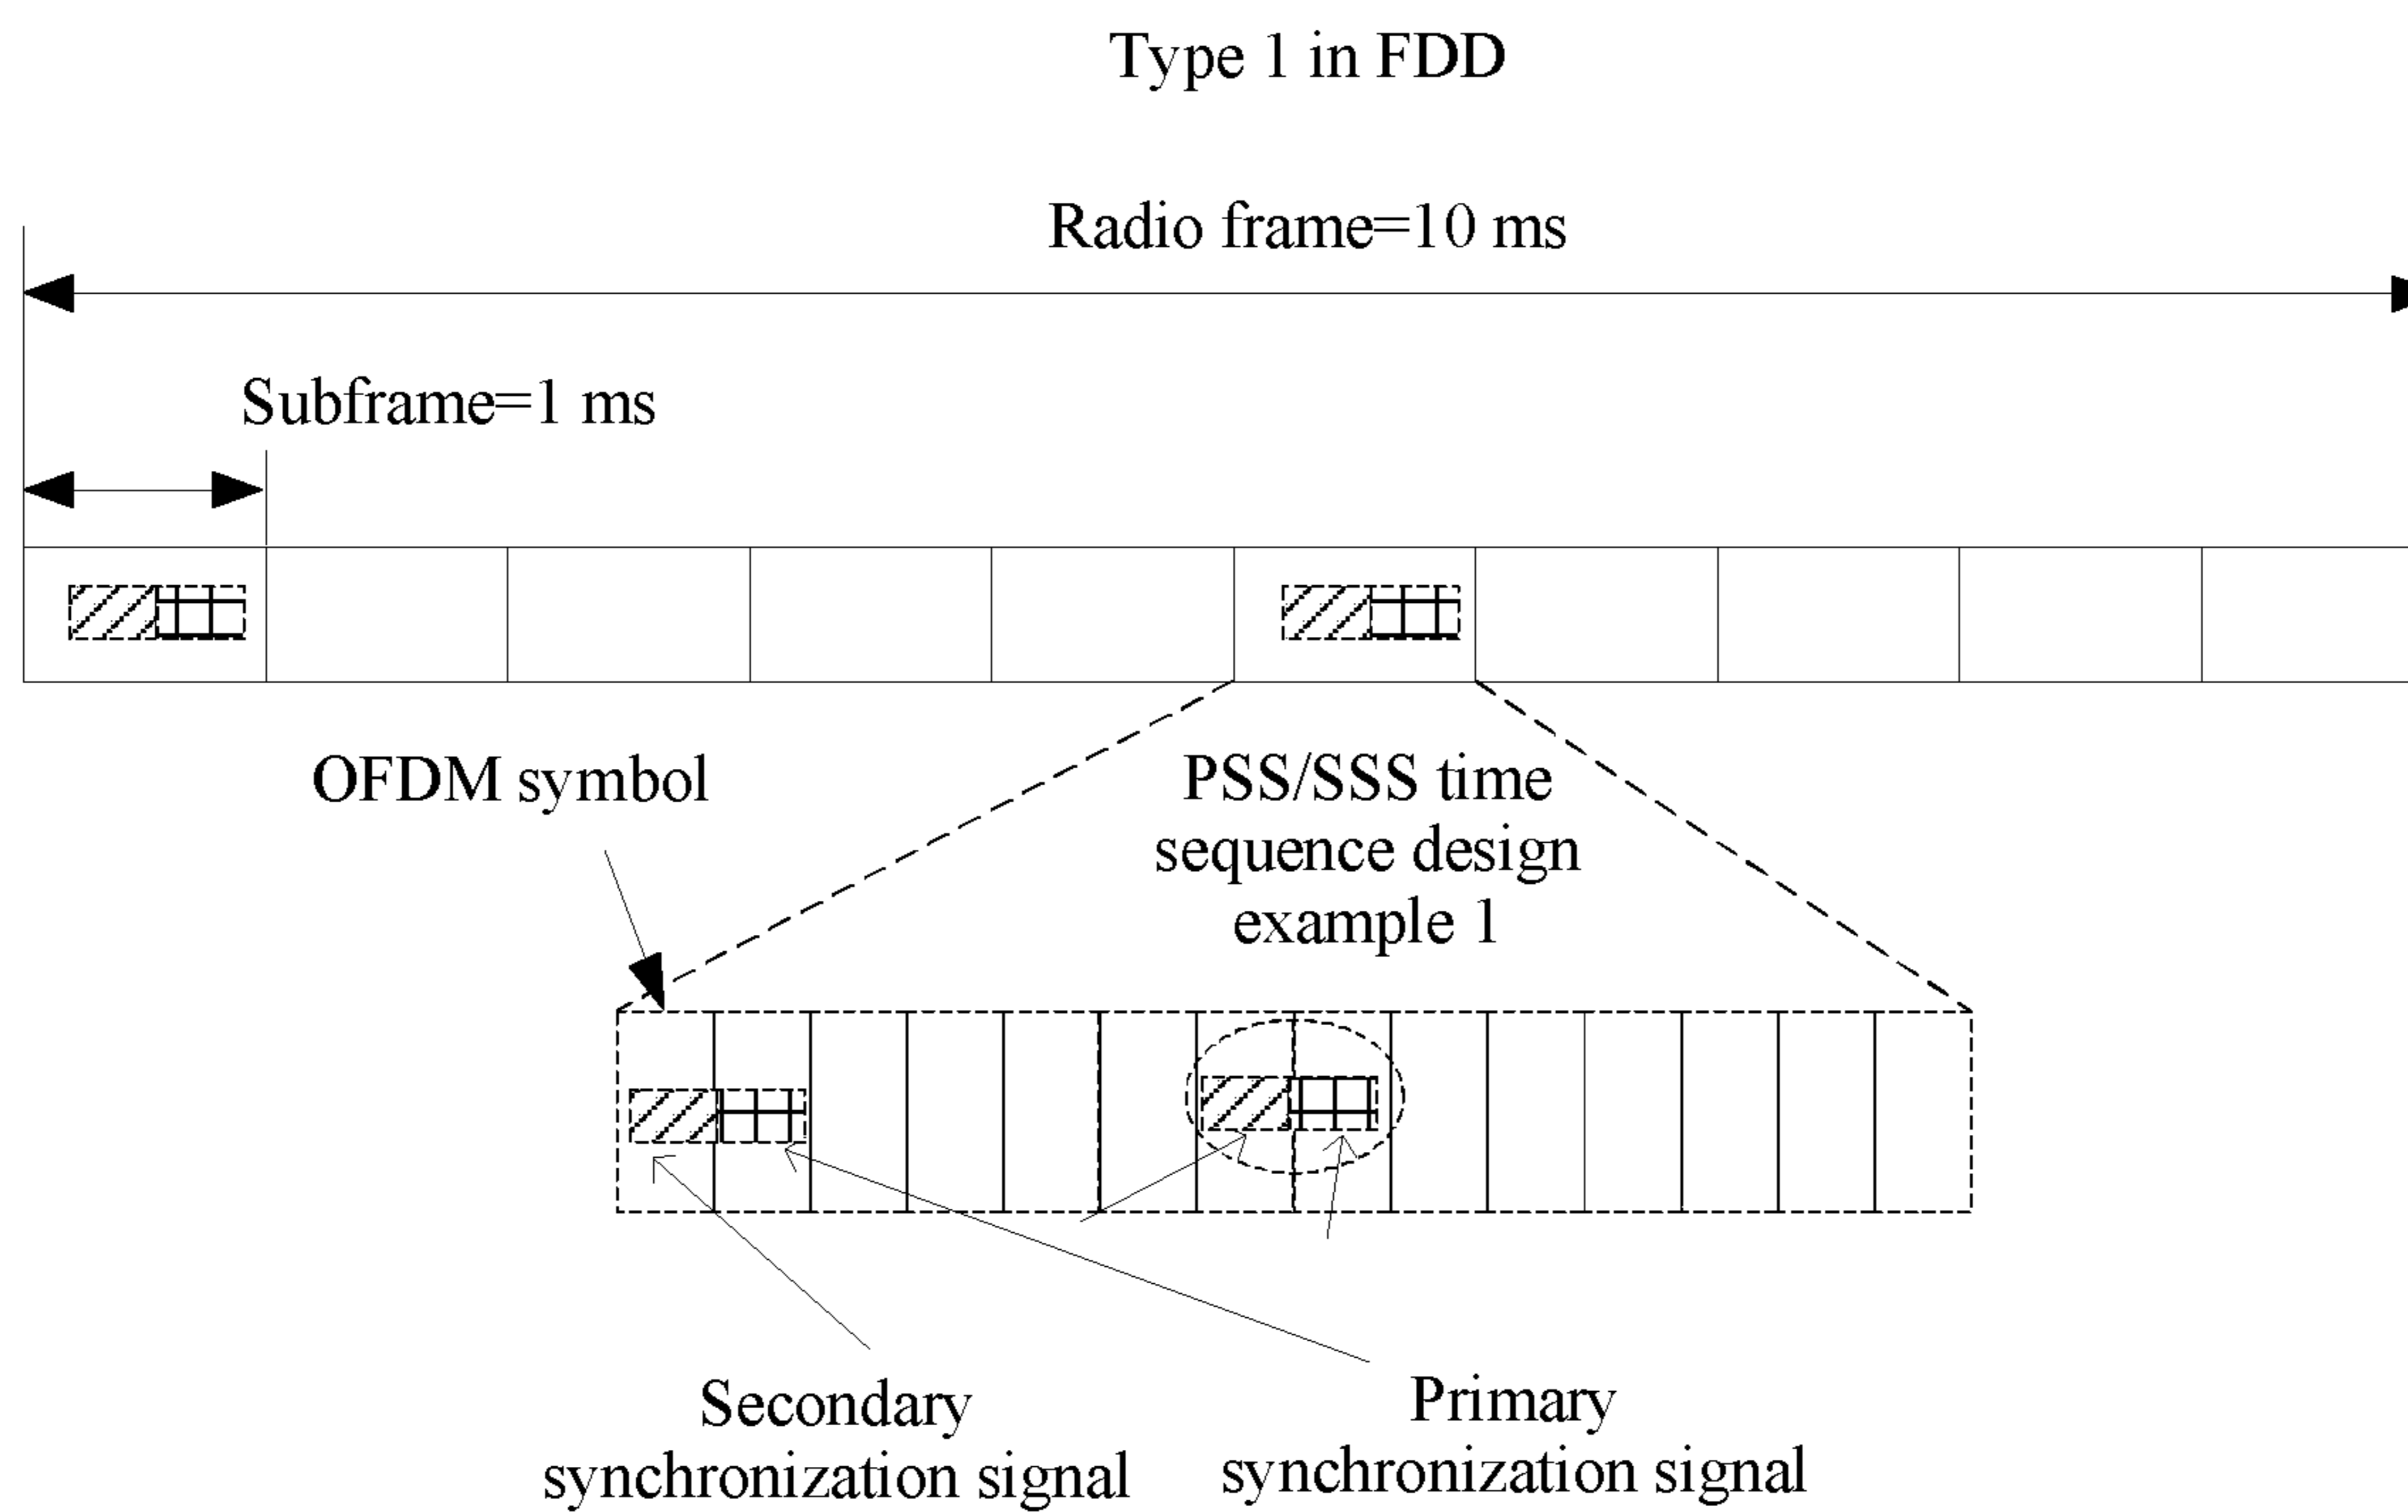 Type 1 in FDD
Radio frame=10 ms
Subframe=1 ms
OFDM symbol
PSS/SSS time
sequence design
example 1
Secondary
synchronization signal
Primary
synchronization signal